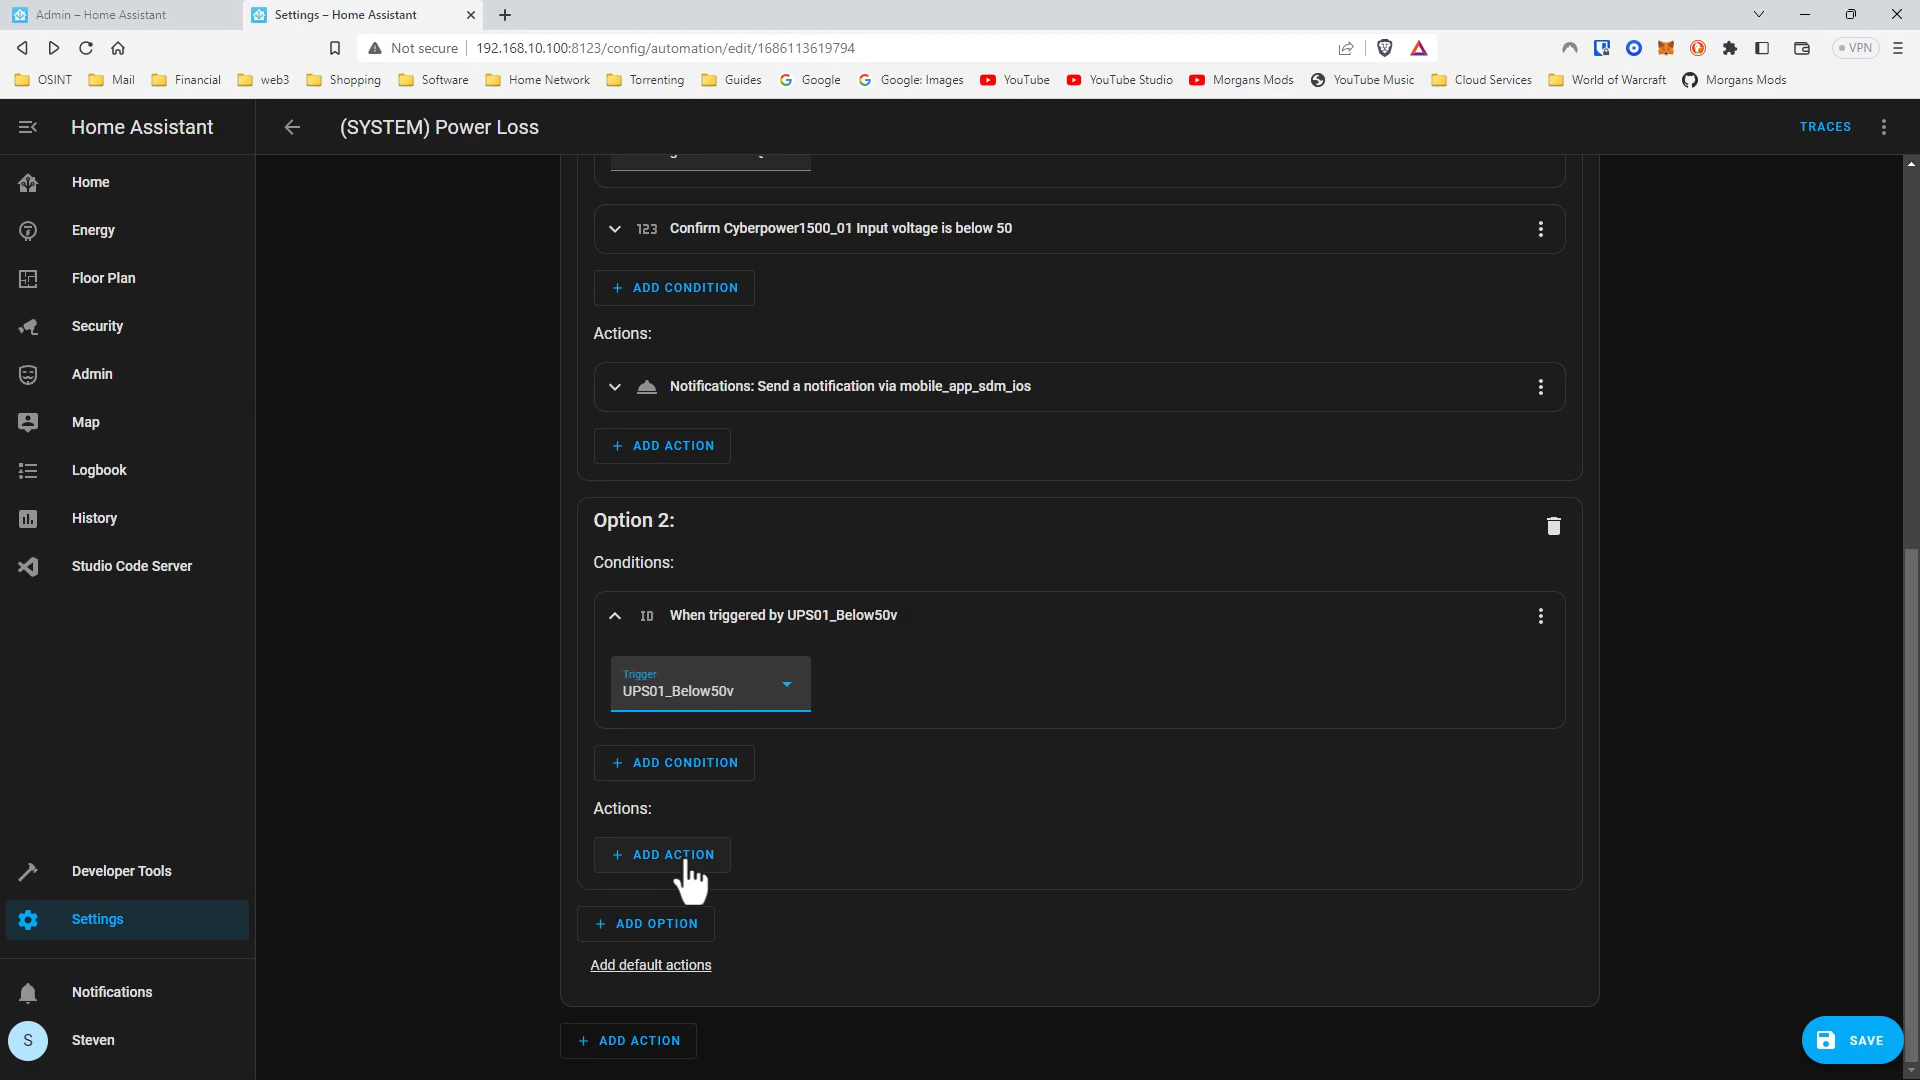 Admin – Home Assistant
Settings – Home Assistant
Not secure
192.168.10.100:8123/config/automation/edit/1686113619794
VPN
OSINT
Mail
Financial
web3
Shopping
Software
Home Network
Torrenting
Guides
Google
Google: Images
YouTube
YouTube Studio
Morgans Mods
YouTube Music
Cloud Services
World of Warcraft
Morgans Mods
Home Assistant
(SYSTEM) Power Loss
TRACES
Home
Energy
Floor Plan
Security
Admin
Map
Logbook
History
Studio Code Server
Developer Tools
Settings
Notifications
S
Steven
123 Confirm Cyberpower1500_01 Input voltage is below 50
+ ADD CONDITION
Actions:
Notifications: Send a notification via mobile_app_sdm_ios
+ ADD ACTION
Option 2:
Conditions:
ID When triggered by UPS01_Below50v
Trigger
UPS01_Below50v
+ ADD CONDITION
Actions:
+ ADD ACTION
+ ADD OPTION
Add default actions
+ ADD ACTION
SAVE